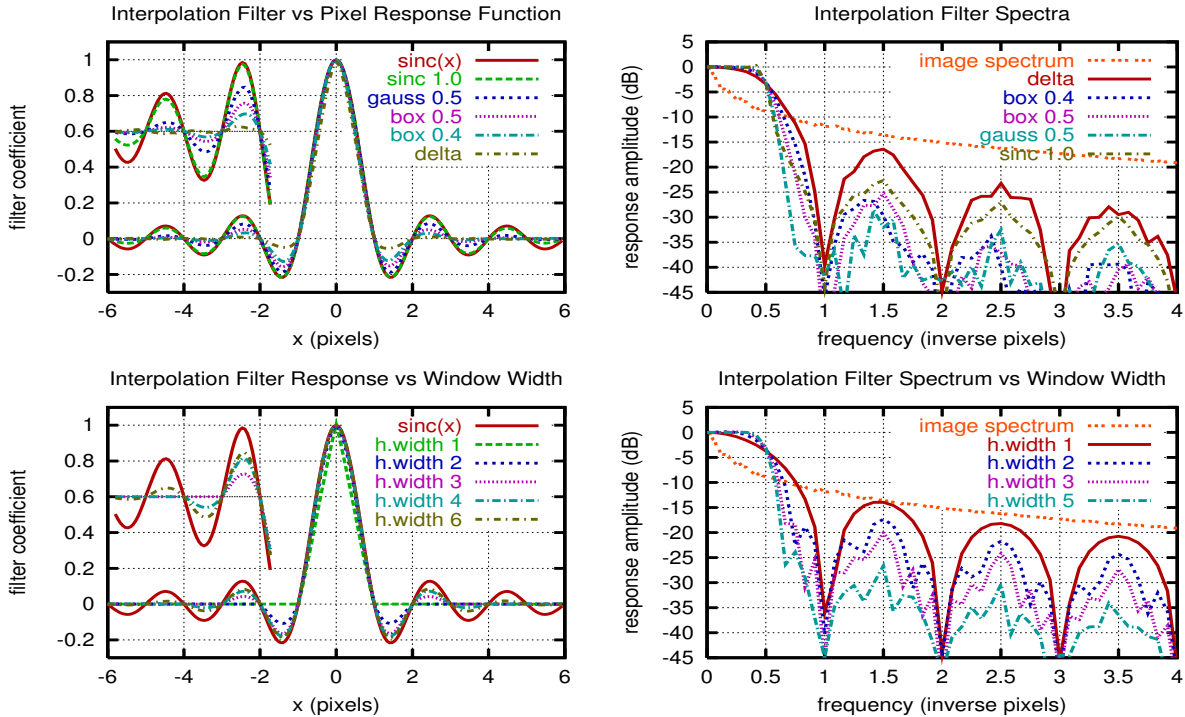 Interpolation Filter vs Pixel Response Function
filter coefficient
1
0.8
0.6
0.4
0.2
0
-0.2
sinc(x)
sinc 1.0
gauss 0.5
box 0.5
box 0.4
delta
-6 -4 -2 0 2 4 6
x (pixels)
Interpolation Filter Spectra
response amplitude (dB)
5
0
-5
-10
-15
-20
-25
-30
-35
-40
-45
image spectrum
delta
box 0.4
box 0.5
gauss 0.5
sinc 1.0
0 0.5 1 1.5 2 2.5 3 3.5 4
frequency (inverse pixels)
Interpolation Filter Response vs Window Width
filter coefficient
1
0.8
0.6
0.4
0.2
0
-0.2
sinc(x)
h.width 1
h.width 2
h.width 3
h.width 4
h.width 6
-6 -4 -2 0 2 4 6
x (pixels)
Interpolation Filter Spectrum vs Window Width
response amplitude (dB)
5
0
-5
-10
-15
-20
-25
-30
-35
-40
-45
image spectrum
h.width 1
h.width 2
h.width 3
h.width 5
0 0.5 1 1.5 2 2.5 3 3.5 4
frequency (inverse pixels)